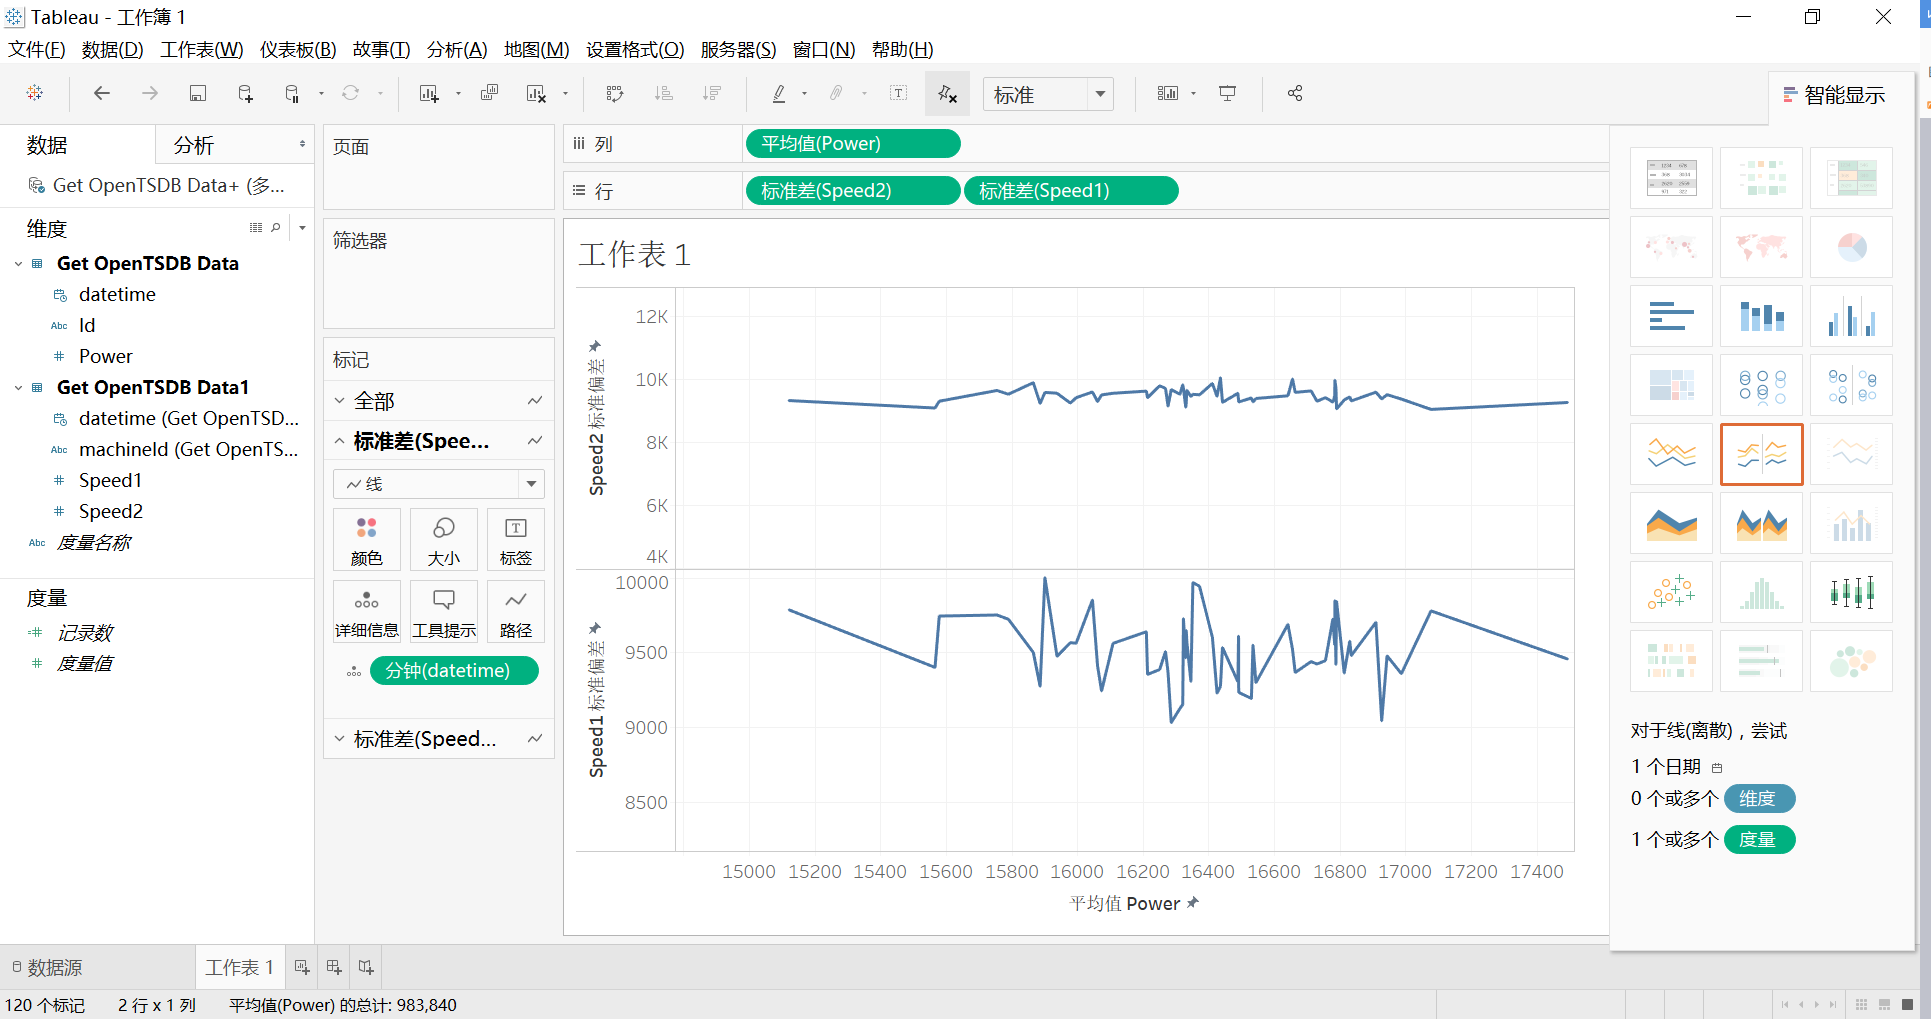 Tableau - 工作簿 1
文件(F) 数据(D) 工作表(W) 仪表板(B) 故事(T) 分析(A) 地图(M) 设置格式(O) 服务器(S) 窗口(N) 帮助(H)
标准
智能显示
数据 分析
Get OpenTSDB Data+ (多...
维度
Get OpenTSDB Data
datetime
Abc Id
Power
Get OpenTSDB Data1
datetime (Get OpenTSD...
Abc machineId (Get OpenTS...
Speed1
Speed2
Abc 度量名称
度量
记录数
度量值
页面
筛选器
标记
全部
标准差(Spee...
线
颜色 大小 标签
详细信息 工具提示 路径
分钟(datetime)
标准差(Speed...
列 平均值(Power)
行 标准差(Speed2) 标准差(Speed1)
工作表 1
Speed2 标准偏差
12K
10K
8K
6K
4K
Speed1 标准偏差
10000
9500
9000
8500
15000 15200 15400 15600 15800 16000 16200 16400 16600 16800 17000 17200 17400
平均值 Power
对于线(离散)，尝试
1 个日期
0 个或多个 维度
1 个或多个 度量
数据源 工作表 1
120 个标记 2 行 x 1 列 平均值(Power) 的总计: 983,840